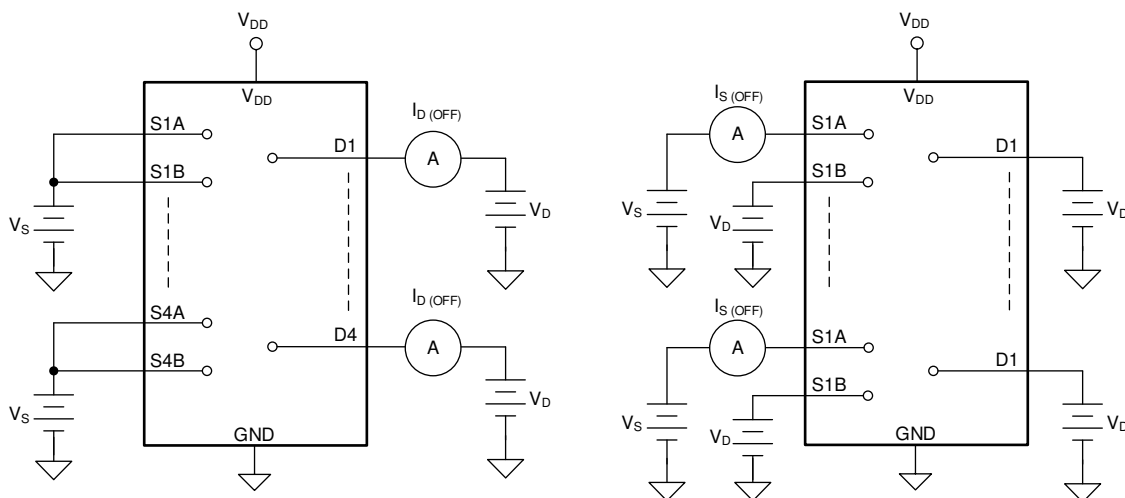 VDD
VDD
S1A
S1B
VS
D1
ID (OFF)
A
VD
S4A
S4B
VS
D4
ID (OFF)
A
VD
GND
VDD
VDD
IS (OFF)
A
S1A
S1B
VS
VD
D1
VD
IS (OFF)
A
S1A
S1B
VS
VD
D1
VD
GND